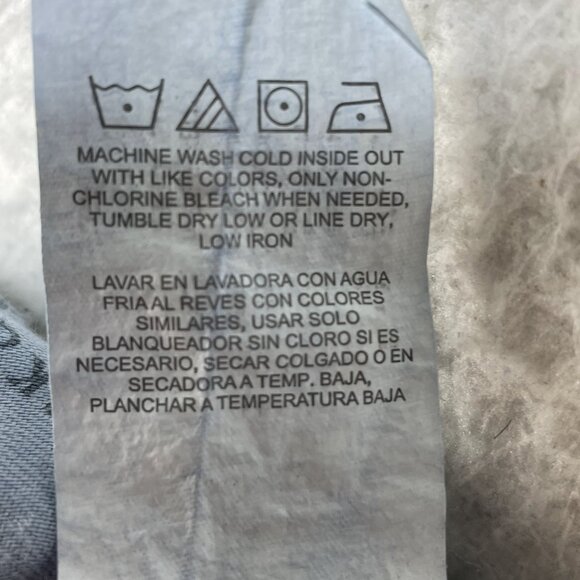 MACHINE WASH COLD INSIDE OUT
WITH LIKE COLORS, ONLY NON-
CHLORINE BLEACH WHEN NEEDED,
TUMBLE DRY LOW OR LINE DRY,
LOW IRON
LAVAR EN LAVADORA CON AGUA
FRIA AL REVES CON COLORES
SIMILARES, USAR SOLO
BLANQUEADOR SIN CLORO SI ES
NECESARIO, SECAR COLGADO O EN
SECADORA A TEMP. BAJA,
PLANCHAR A TEMPERATURA BAJA